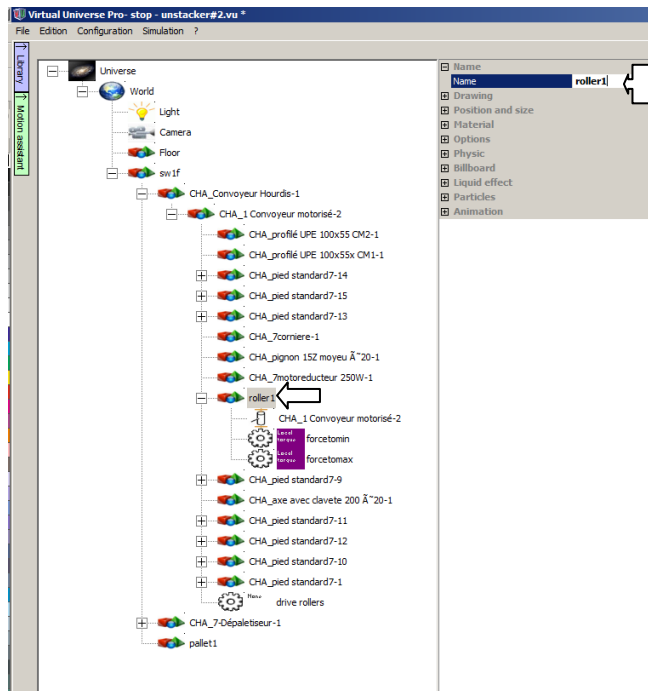 Virtual Universe Pro- stop - unstacker#2.vu *
File Edition Configuration Simulation ?
Library
Motion assistant
Universe
World
Light
Camera
Floor
sw1f
CHA_Convoyeur Hourdis-1
CHA_1 Convoyeur motorisé-2
CHA_profilé UPE 100x55 CM2-1
CHA_profilé UPE 100x55x CM1-1
CHA_pied standard7-14
CHA_pied standard7-15
CHA_pied standard7-13
CHA_7corniere-1
CHA_pignon 15Z moyeu Ã˜20-1
CHA_7motoreducteur 250W-1
roller1
CHA_1 Convoyeur motorisé-2
Local torque forcetomin
Local torque forcetomax
CHA_pied standard7-9
CHA_axe avec clavete 200 Ã˜20-1
CHA_pied standard7-11
CHA_pied standard7-12
CHA_pied standard7-10
CHA_pied standard7-1
drive rollers
CHA_7-Dépaletiseur-1
pallet1
Name
Name roller1
Drawing
Position and size
Material
Options
Physic
Billboard
Liquid effect
Particles
Animation